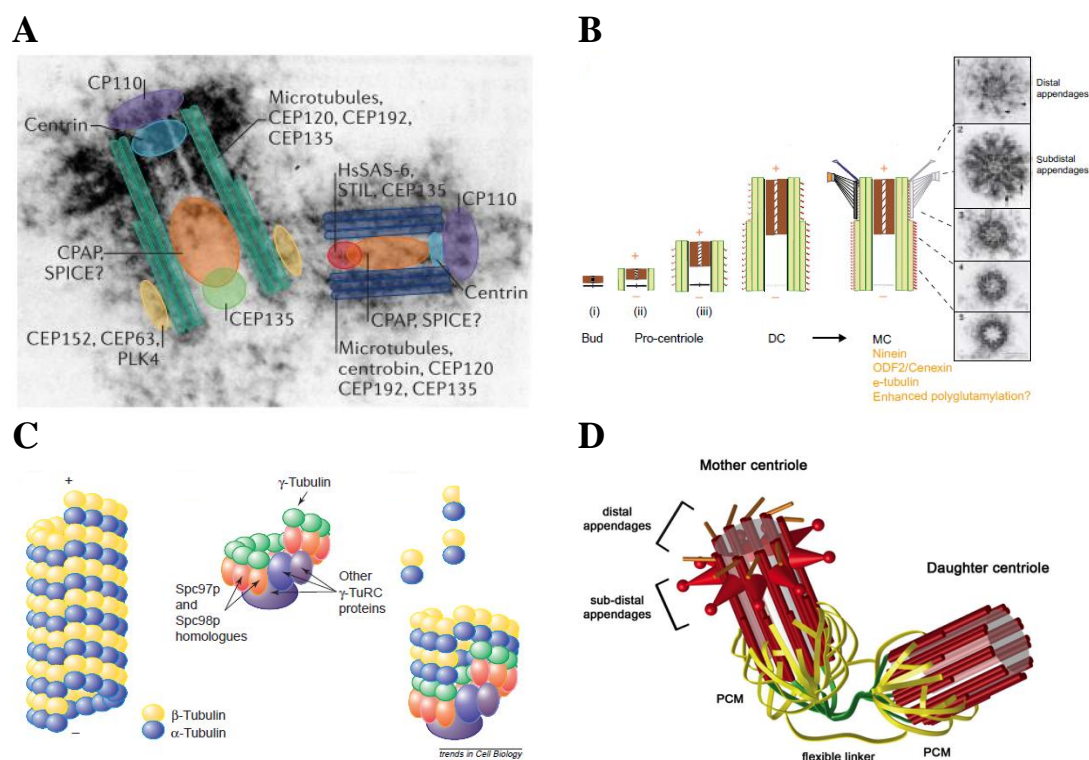 A
CP110
Centrin
Microtubules,
CEP120, CEP192,
CEP135
HsSAS-6,
STIL, CEP135
CP110
CPAP,
SPICE?
Centrin
CEP135
CPAP, SPICE?
CEP152, CEP63,
PLK4
Microtubules,
centrobin, CEP120
CEP192, CEP135
B
1
Distal
appendages
2
Subdistal
appendages
3
4
5
+
+
+
+
−
−
−
−
(i)
(ii)
(iii)
Bud
Pro-centriole
DC
MC
Ninein
ODF2/Cenexin
e-tubulin
Enhanced polyglutamylation?
C
+
γ-Tubulin
Spc97p
and
Spc98p
homologues
Other
γ-TuRC
proteins
−
β-Tubulin
α-Tubulin
trends in Cell Biology
D
Mother centriole
distal
appendages
sub-distal
appendages
Daughter centriole
PCM
flexible linker
PCM